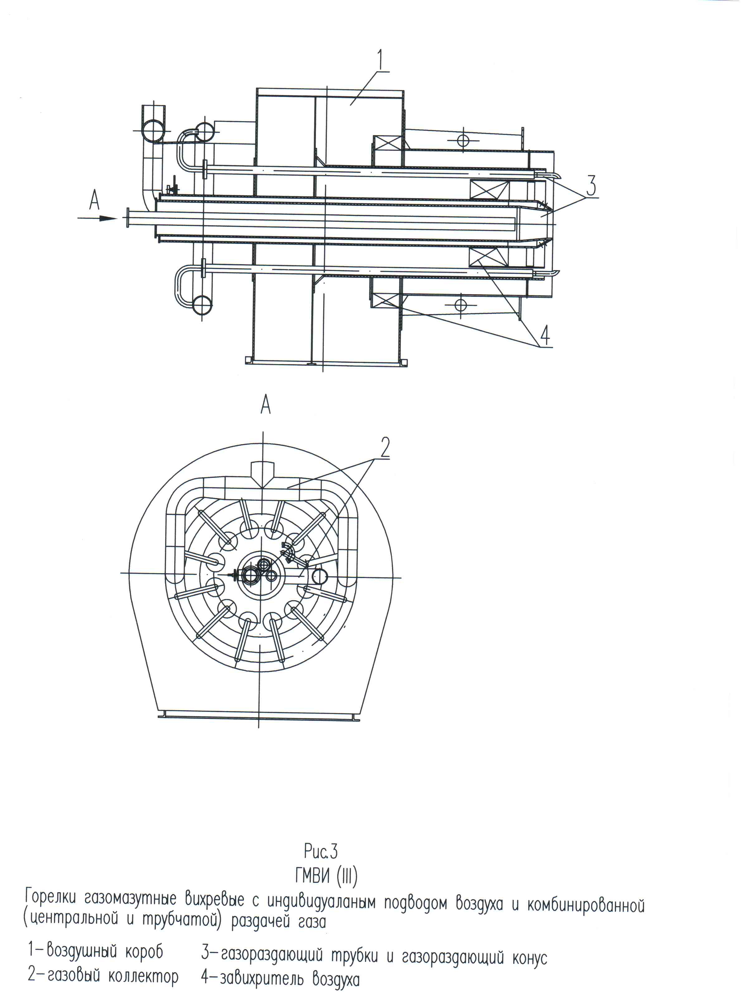 1
А
3
4
А
2
Рис.3
ГМВИ (III)
Горелки газомазутные вихревые с индивидуаланым подводом воздуха и комбинированной
(центральной и трубчатой) раздачей газа
1-воздушный короб 3-газораздающий трубки и газораздающий конус
2-газовый коллектор 4-завихритель воздуха